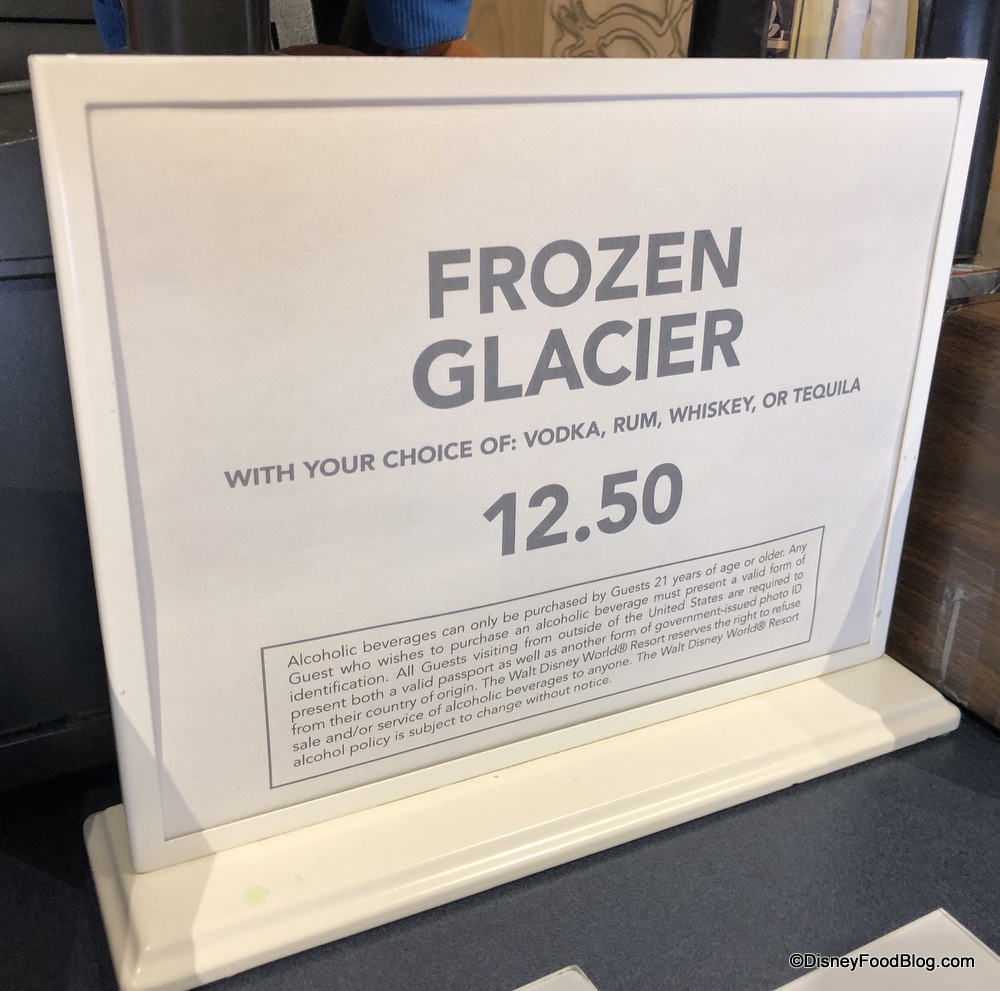 FROZEN
GLACIER
WITH YOUR CHOICE OF: VODKA, RUM, WHISKEY, OR TEQUILA
12.50
Alcoholic beverages can only be purchased by Guests 21 years of age or older. Any
Guest who wishes to purchase an alcoholic beverage must present a valid form of
identification. All Guests visiting from outside of the United States are required to
present both a valid passport as well as another form of government-issued photo ID
from their country of origin. The Walt Disney World® Resort reserves the right to refuse
sale and/or service of alcoholic beverages to anyone. The Walt Disney World® Resort
alcohol policy is subject to change without notice.
©DisneyFoodBlog.com